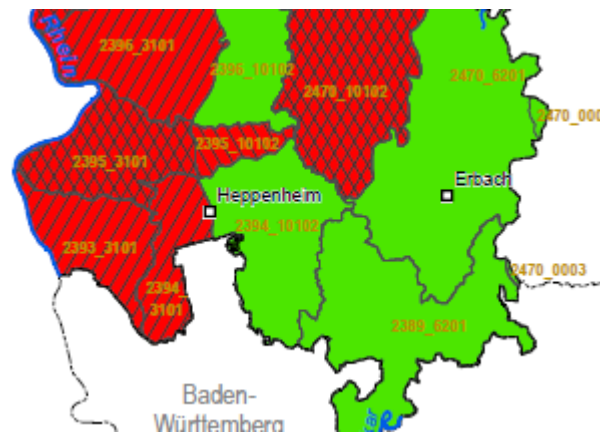 2396_3101
Rhein
2396_10102
2470_6201
2470_10102
2470_000
2395_10102
2395_3101
Erbach
Heppenheim
2394_10102
2393_3101
2470_0003
2394_
3101
2389_6201
Baden-
Württemberg